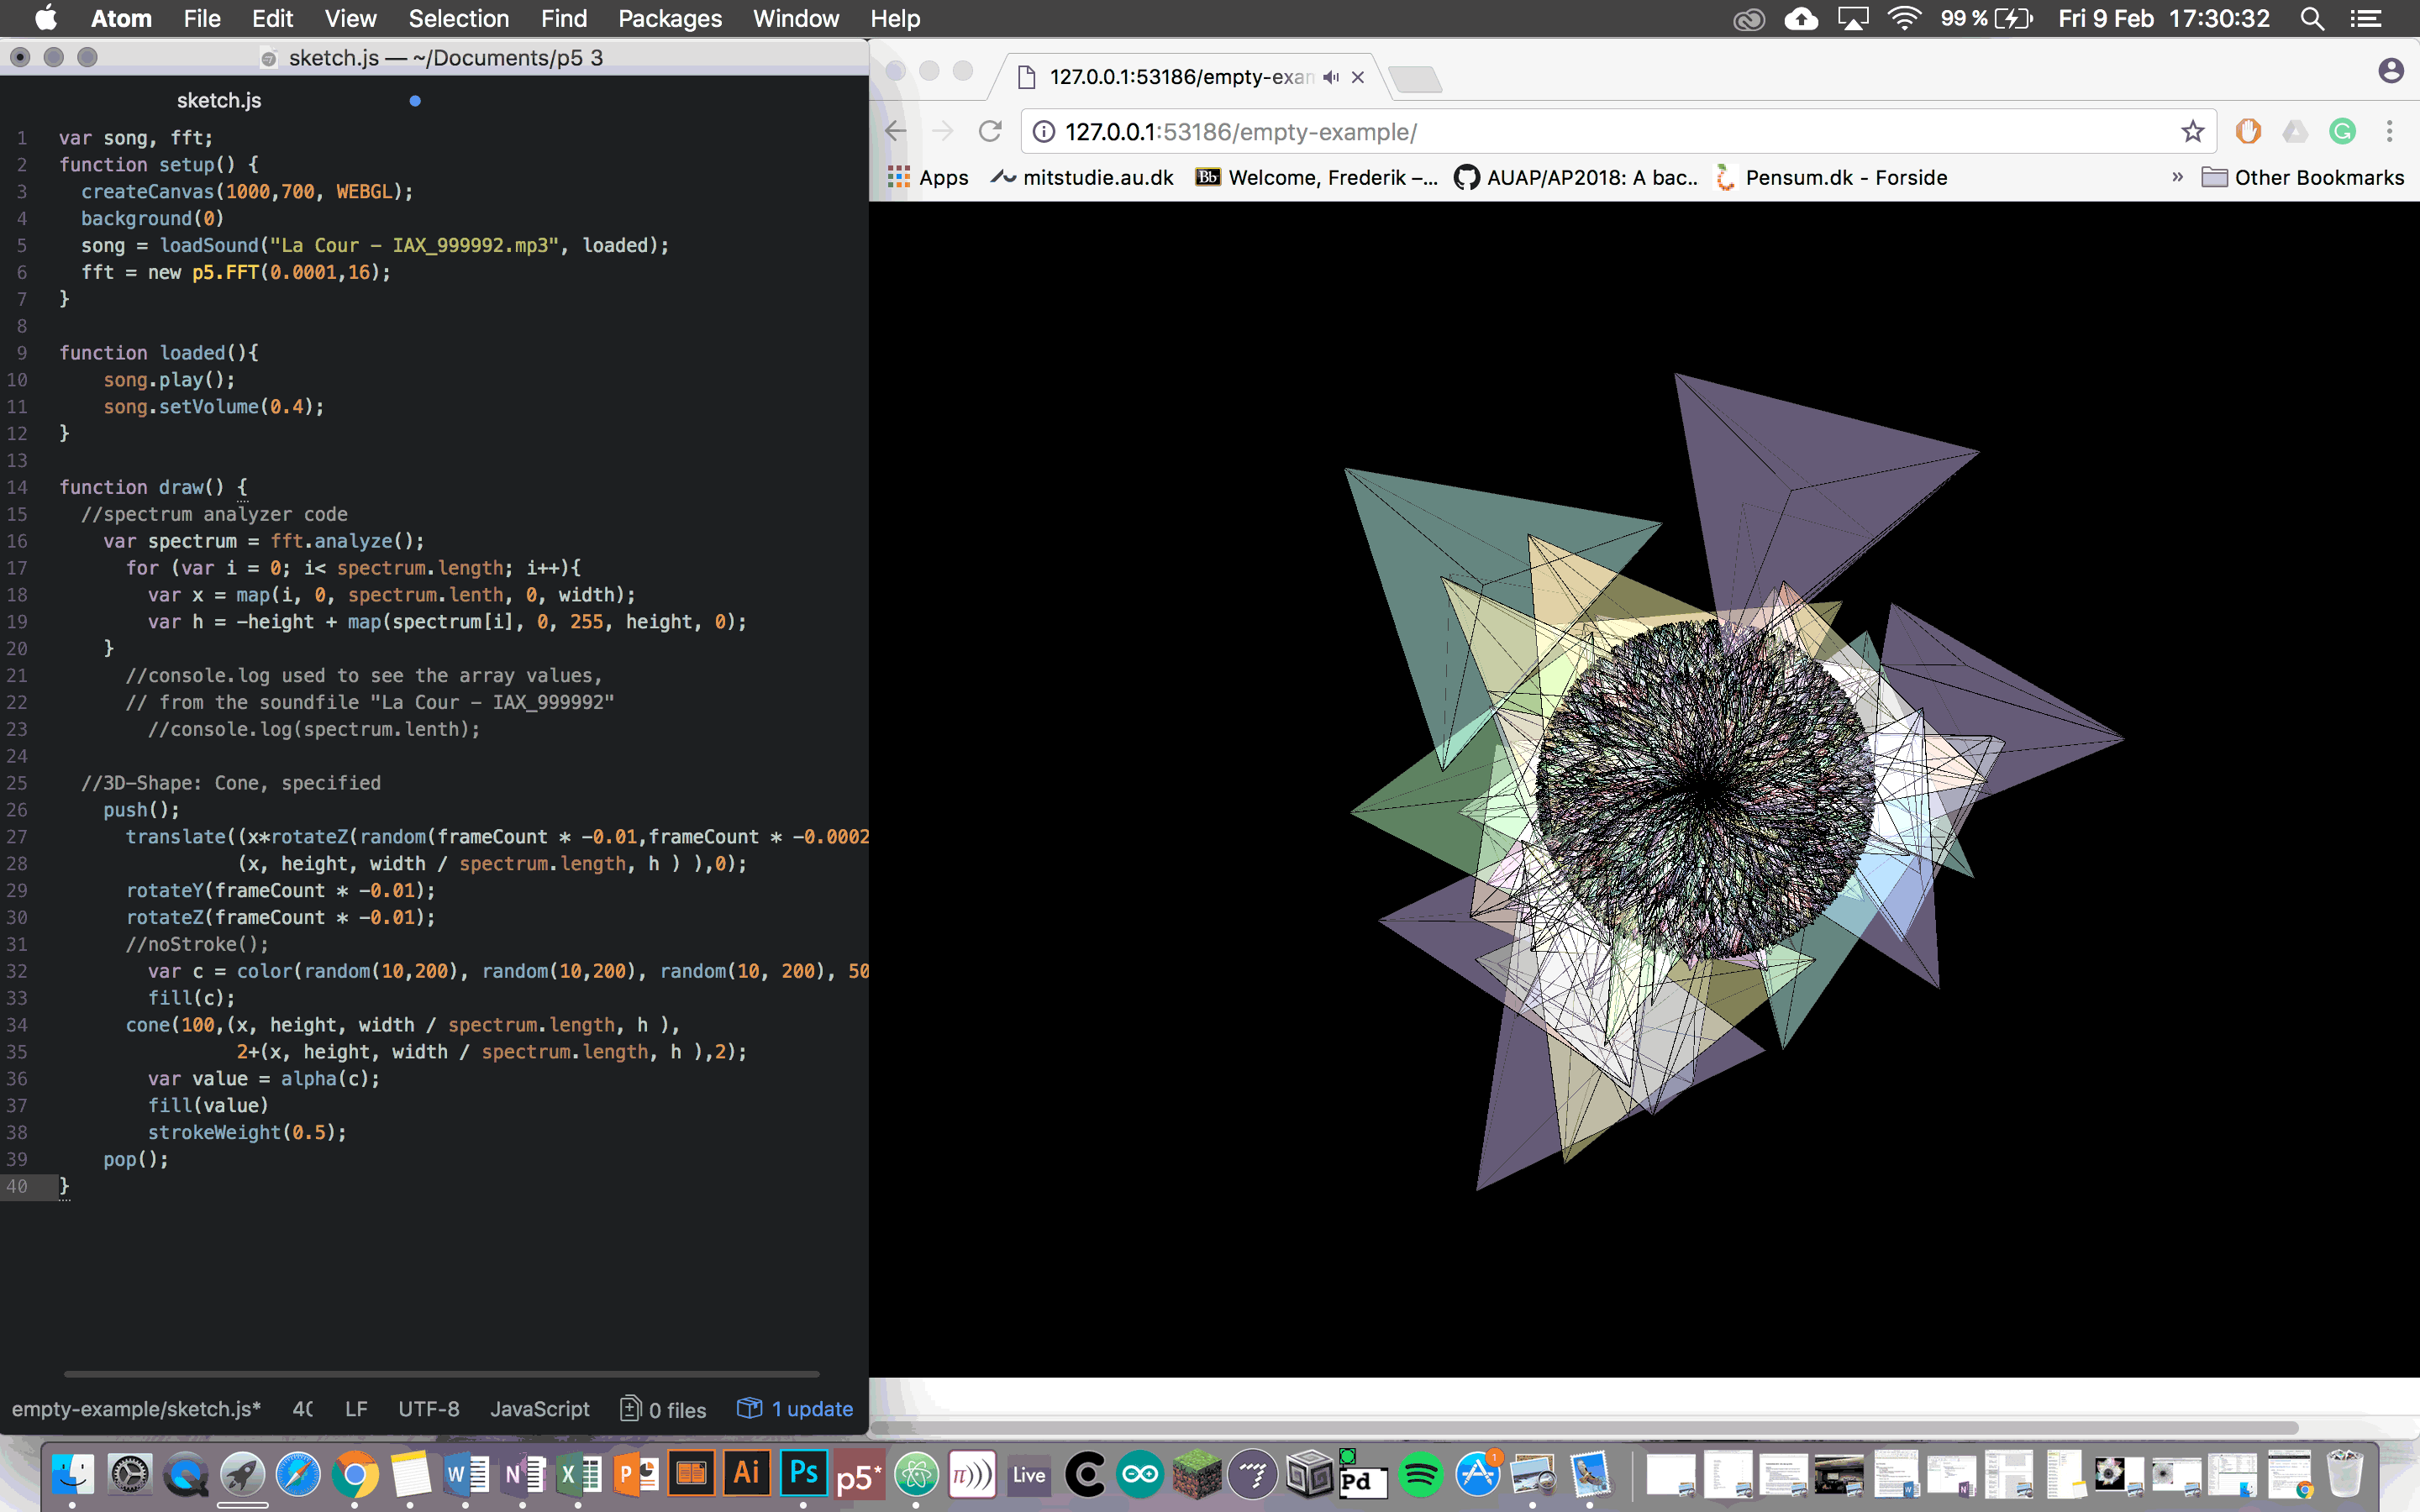 Atom File Edit View Selection Find Packages Window Help 99 % Fri 9 Feb 17:30:32
sketch.js — ~/Documents/p5 3
sketch.js
1 var song, fft;
2 function setup() {
3 createCanvas(1000,700, WEBGL);
4 background(0)
5 song = loadSound("La Cour – IAX_999992.mp3", loaded);
6 fft = new p5.FFT(0.0001,16);
7 }
8
9 function loaded(){
10 song.play();
11 song.setVolume(0.4);
12 }
13
14 function draw() {
15 //spectrum analyzer code
16 var spectrum = fft.analyze();
17 for (var i = 0; i< spectrum.length; i++){
18 var x = map(i, 0, spectrum.lenth, 0, width);
19 var h = -height + map(spectrum[i], 0, 255, height, 0);
20 }
21 //console.log used to see the array values,
22 // from the soundfile "La Cour – IAX_999992"
23 //console.log(spectrum.lenth);
24
25 //3D-Shape: Cone, specified
26 push();
27 translate((x*rotateZ(random(frameCount * -0.01,frameCount * -0.0002
28 (x, height, width / spectrum.length, h ) ),0);
29 rotateY(frameCount * -0.01);
30 rotateZ(frameCount * -0.01);
31 //noStroke();
32 var c = color(random(10,200), random(10,200), random(10, 200), 50
33 fill(c);
34 cone(100,(x, height, width / spectrum.length, h ),
35 2+(x, height, width / spectrum.length, h ),2);
36 var value = alpha(c);
37 fill(value)
38 strokeWeight(0.5);
39 pop();
40 }
empty-example/sketch.js* LF UTF-8 JavaScript 0 files 1 update
127.0.0.1:53186/empty-exan
127.0.0.1:53186/empty-example/
Apps mitstudie.au.dk Bb Welcome, Frederik –... AUAP/AP2018: A bac.. Pensum.dk - Forside » Other Bookmarks
W N X P Ai Ps p5* π))) Live Pd 1